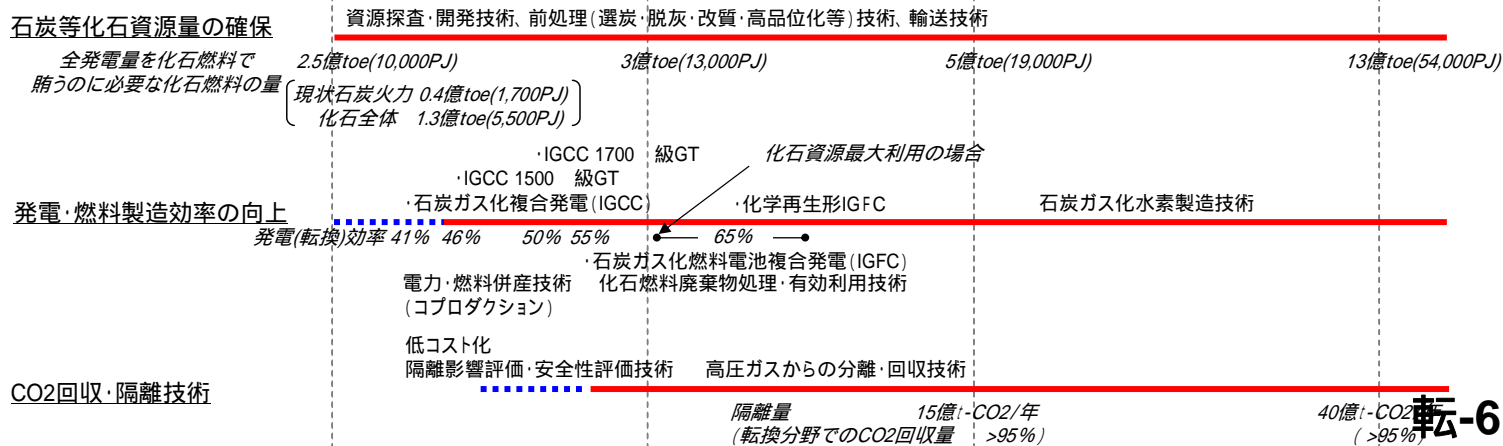 石炭等化石資源量の確保
資源探査・開発技術、前処理(選炭・脱灰・改質・高品位化等)技術、輸送技術
全発電量を化石燃料で
賄うのに必要な化石燃料の量
2.5億toe(10,000PJ)
3億toe(13,000PJ)
5億toe(19,000PJ)
13億toe(54,000PJ)
現状石炭火力 0.4億toe(1,700PJ)
化石全体 1.3億toe(5,500PJ)
・IGCC 1700 級GT
化石資源最大利用の場合
・IGCC 1500 級GT
発電・燃料製造効率の向上
・石炭ガス化複合発電(IGCC)
・化学再生形IGFC
石炭ガス化水素製造技術
発電(転換)効率 41% 46% 50% 55% 65%
・石炭ガス化燃料電池複合発電(IGFC)
電力・燃料併産技術
(コプロダクション)
化石燃料廃棄物処理・有効利用技術
低コスト化
隔離影響評価・安全性評価技術
高圧ガスからの分離・回収技術
CO2回収・隔離技術
隔離量 15億t-CO2/年 40億t-CO2
(転換分野でのCO2回収量 >95%) (>95%)
転-6